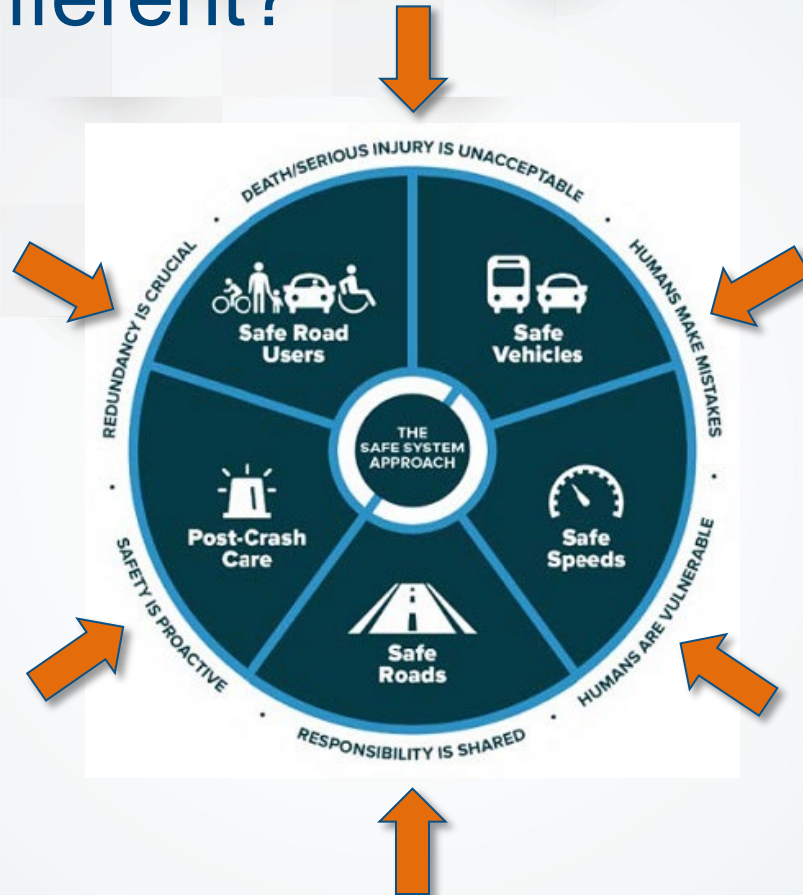 fferent?
DEATH/SERIOUS INJURY IS UNACCEPTABLE
HUMANS MAKE MISTAKES
HUMANS ARE VULNERABLE
RESPONSIBILITY IS SHARED
SAFETY IS PROACTIVE
REDUNDANCY IS CRUCIAL
Safe Road
Users
Safe
Vehicles
Safe
Speeds
Safe
Roads
Post-Crash
Care
THE
SAFE SYSTEM
APPROACH